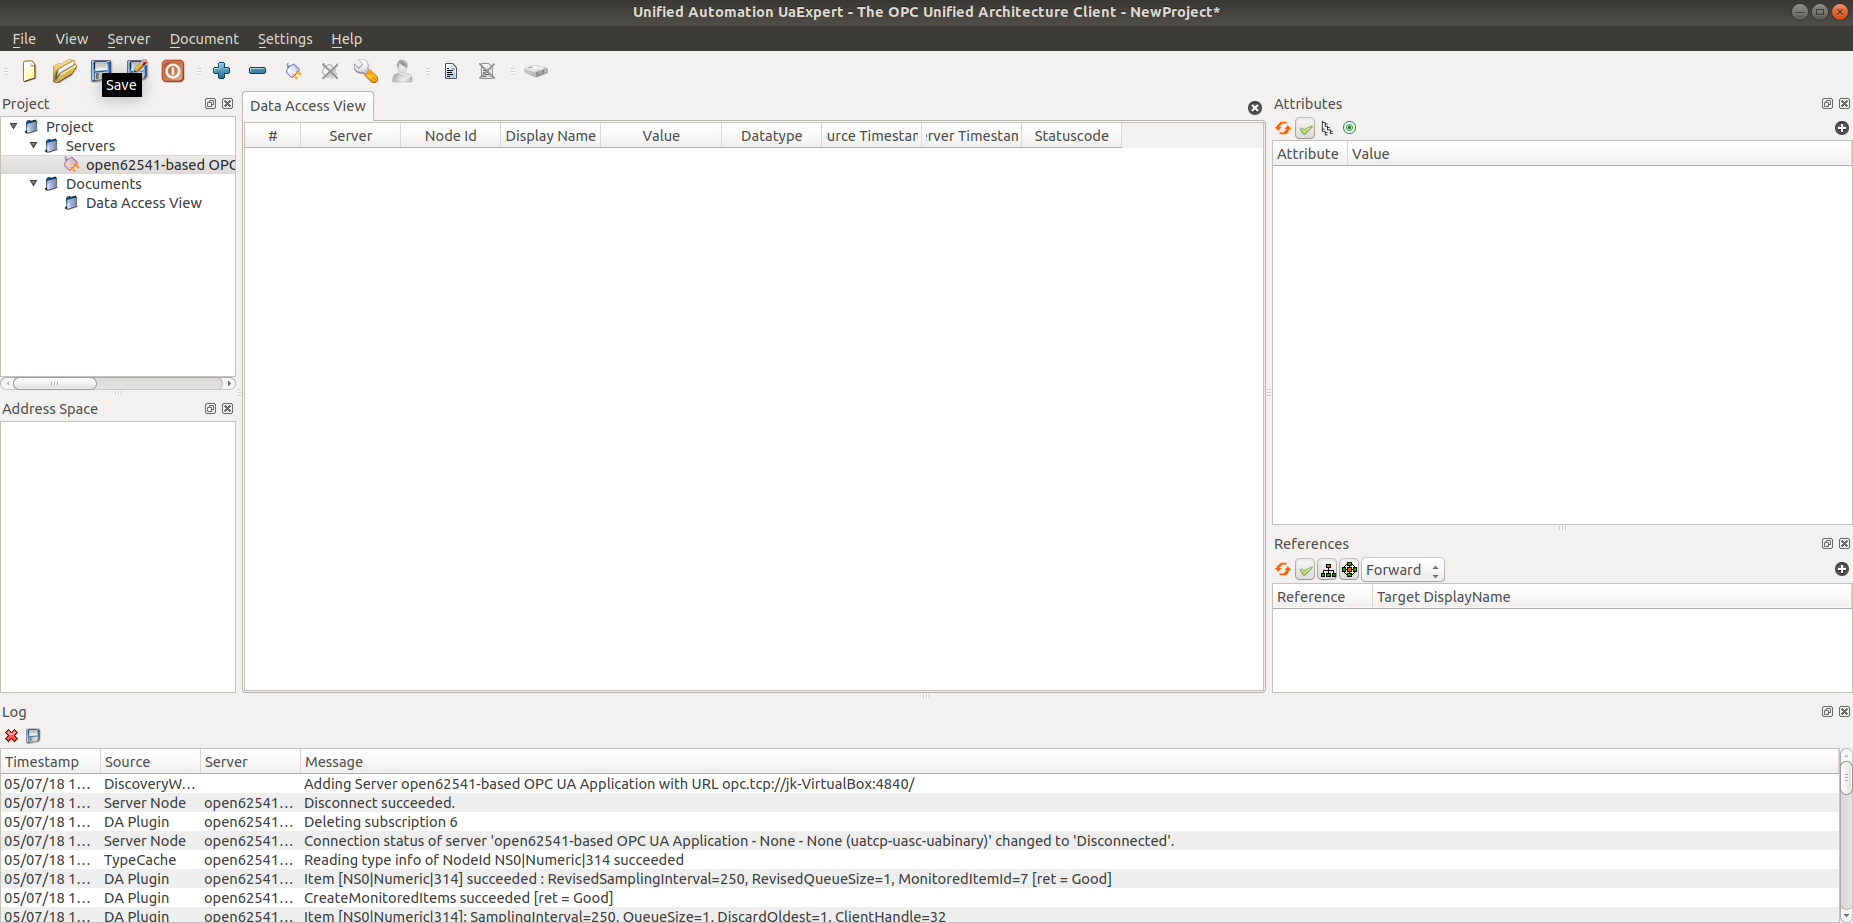 Unified Automation UaExpert - The OPC Unified Architecture Client - NewProject*
File View Server Document Settings Help
Save
Project
Project
Servers
open62541-based OPC
Documents
Data Access View
Address Space
Data Access View
# Server Node Id Display Name Value Datatype urce Timestan rver Timestan Statuscode
Attributes
Attribute Value
References
Forward
Reference Target DisplayName
Log
Timestamp Source Server Message
05/07/18 1... DiscoveryW... Adding Server open62541-based OPC UA Application with URL opc.tcp://jk-VirtualBox:4840/
05/07/18 1... Server Node open62541... Disconnect succeeded.
05/07/18 1... DA Plugin open62541... Deleting subscription 6
05/07/18 1... Server Node open62541... Connection status of server 'open62541-based OPC UA Application - None - None (uatcp-uasc-uabinary)' changed to 'Disconnected'.
05/07/18 1... TypeCache open62541... Reading type info of NodeId NS0|Numeric|314 succeeded
05/07/18 1... DA Plugin open62541... Item [NS0|Numeric|314] succeeded : RevisedSamplingInterval=250, RevisedQueueSize=1, MonitoredItemId=7 [ret = Good]
05/07/18 1... DA Plugin open62541... CreateMonitoredItems succeeded [ret = Good]
05/07/18 1... DA Plugin open62541... Item [NS0|Numeric|314]: SamplingInterval=250, QueueSize=1, DiscardOldest=1, ClientHandle=32